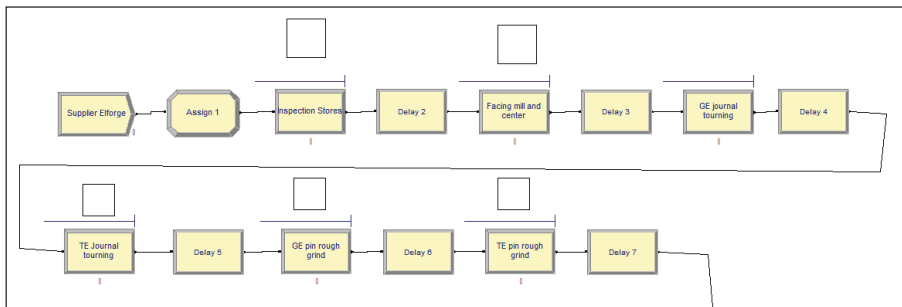 Supplier Elforge
Assign 1
Inspection Stores
Delay 2
Facing mill and
center
Delay 3
GE journal
tourning
Delay 4
TE Journal
tourning
Delay 5
GE pin rough
grind
Delay 6
TE pin rough
grind
Delay 7